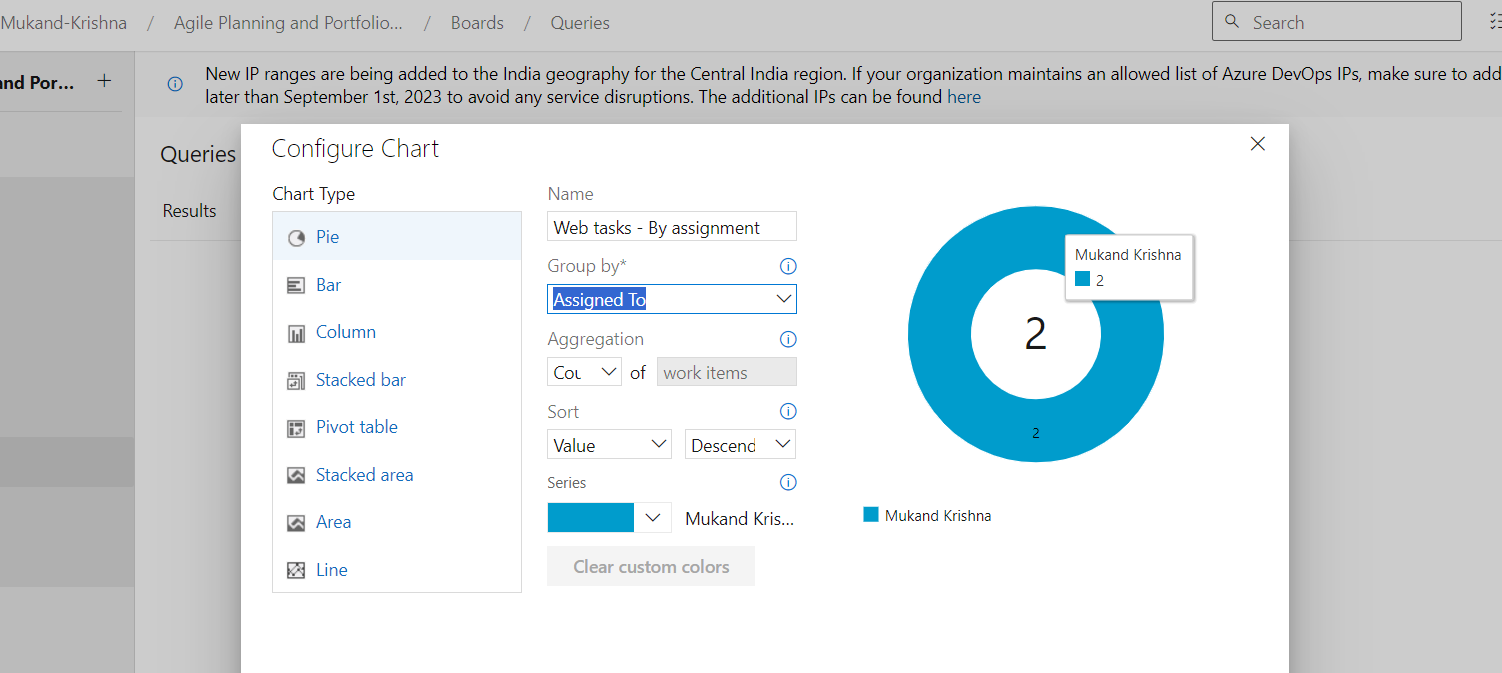 Mukand-Krishna / Agile Planning and Portfolio... / Boards / Queries
Search
nd Por... +
New IP ranges are being added to the India geography for the Central India region. If your organization maintains an allowed list of Azure DevOps IPs, make sure to add
later than September 1st, 2023 to avoid any service disruptions. The additional IPs can be found here
Queries
Results
Configure Chart
Chart Type
Pie
Bar
Column
Stacked bar
Pivot table
Stacked area
Area
Line
Name
Web tasks - By assignment
Group by*
Assigned To
Aggregation
Cou of work items
Sort
Value Descend
Series
Mukand Kris...
Clear custom colors
Mukand Krishna
2
2
2
Mukand Krishna